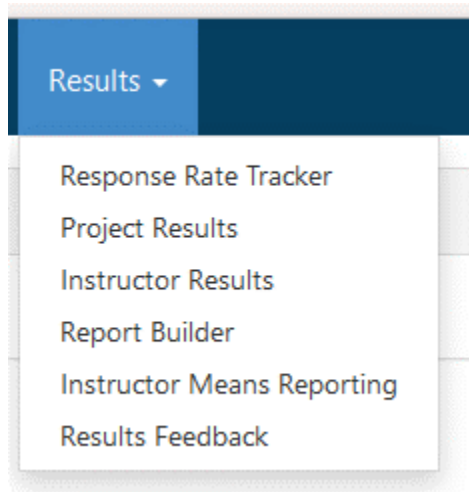 Results
Response Rate Tracker
Project Results
Instructor Results
Report Builder
Instructor Means Reporting
Results Feedback